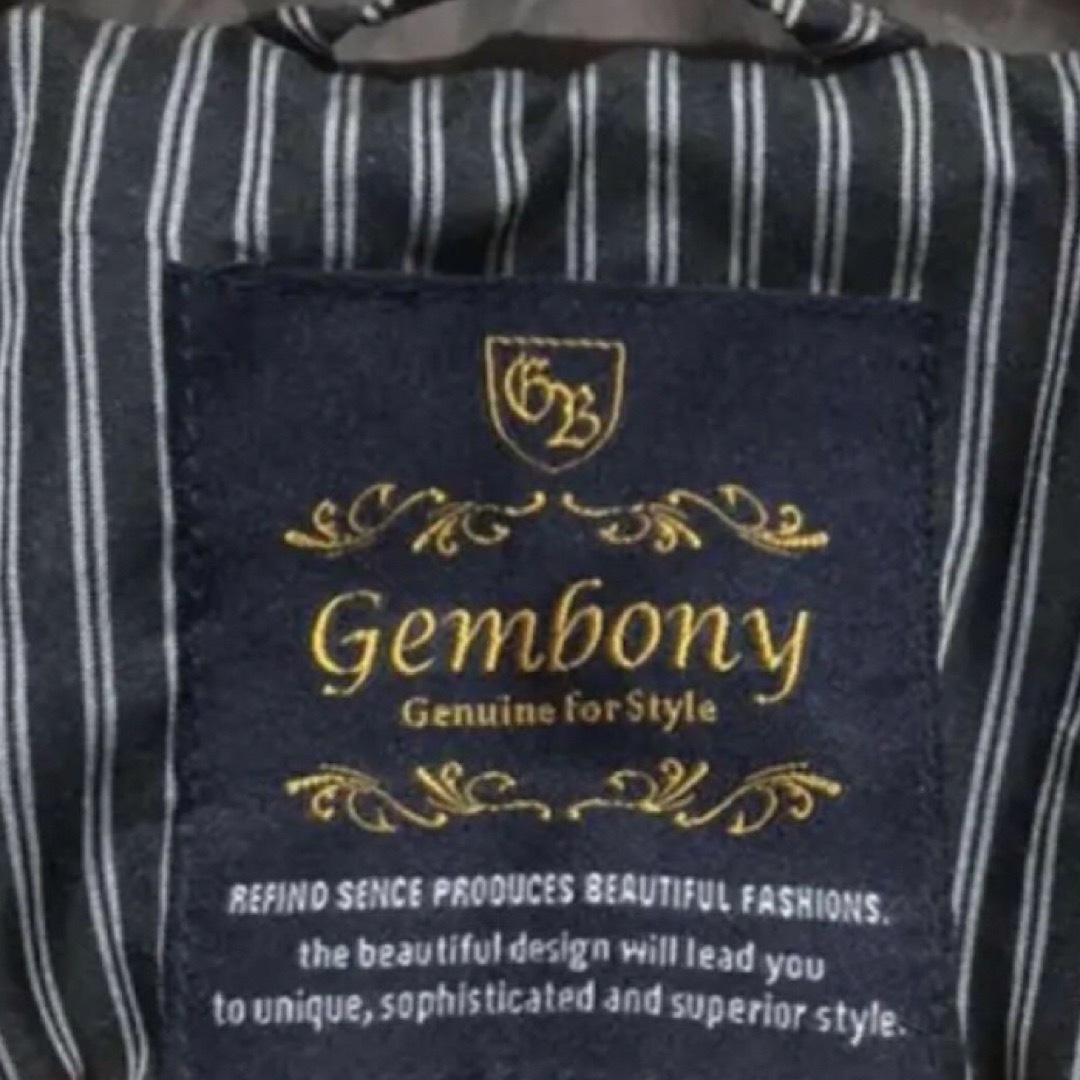 GB
Gembony
Genuine for Style
REFIND SENCE PRODUCES BEAUTIFUL FASHIONS.
the beautiful design will lead you
to unique, sophisticated and superior style.